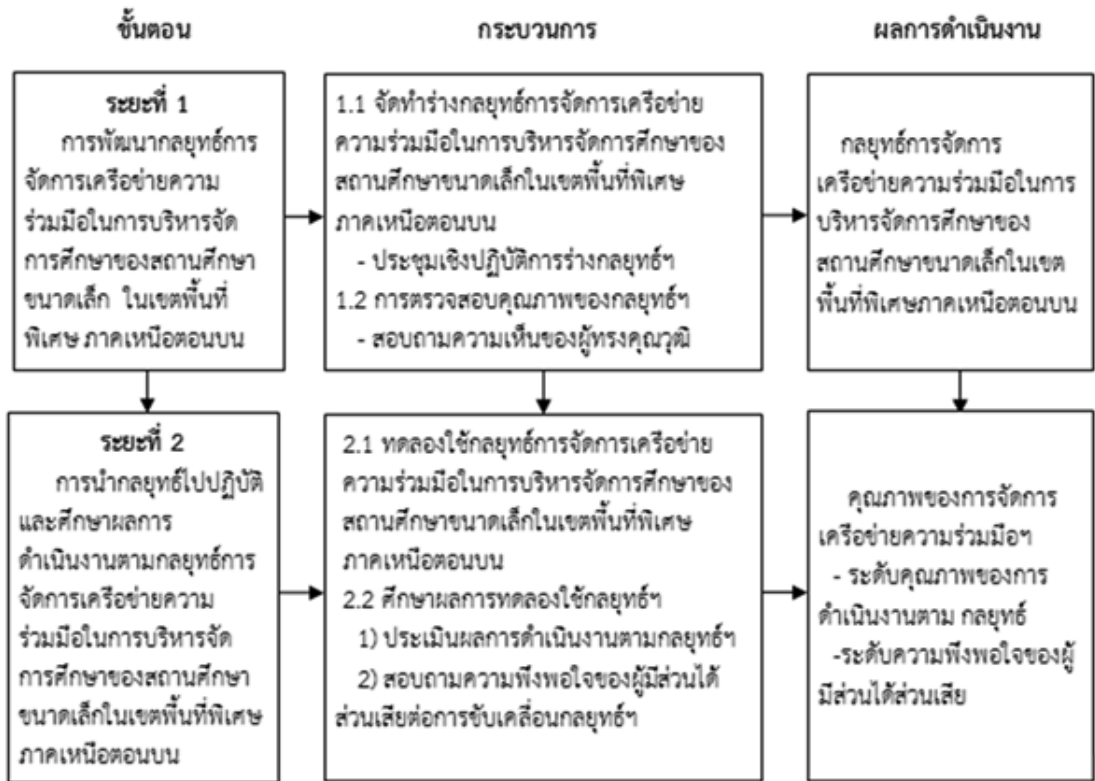 ขั้นตอน
กระบวนการ
ผลการดำเนินงาน
ระยะที่ 1
การพัฒนากลยุทธ์การ
จัดการเครือข่ายความ
ร่วมมือในการบริหารจัด
การศึกษาของสถานศึกษา
ขนาดเล็ก ในเขตพื้นที่
พิเศษ ภาคเหนือตอนบน
1.1 จัดทำร่างกลยุทธ์การจัดการเครือข่าย
ความร่วมมือในการบริหารจัดการศึกษาของ
สถานศึกษาขนาดเล็กในเขตพื้นที่พิเศษ
ภาคเหนือตอนบน
- ประชุมเชิงปฏิบัติการร่างกลยุทธ์ฯ
1.2 การตรวจสอบคุณภาพของกลยุทธ์ฯ
- สอบถามความเห็นของผู้ทรงคุณวุฒิ
กลยุทธ์การจัดการ
เครือข่ายความร่วมมือในการ
บริหารจัดการศึกษาของ
สถานศึกษาขนาดเล็กในเขต
พื้นที่พิเศษภาคเหนือตอนบน
ระยะที่ 2
การนำกลยุทธ์ไปปฏิบัติ
และศึกษาผลการ
ดำเนินงานตามกลยุทธ์การ
จัดการเครือข่ายความ
ร่วมมือในการบริหารจัด
การศึกษาของสถานศึกษา
ขนาดเล็กในเขตพื้นที่พิเศษ
ภาคเหนือตอนบน
2.1 ทดลองใช้กลยุทธ์การจัดการเครือข่าย
ความร่วมมือในการบริหารจัดการศึกษาของ
สถานศึกษาขนาดเล็กในเขตพื้นที่พิเศษ
ภาคเหนือตอนบน
2.2 ศึกษาผลการทดลองใช้กลยุทธ์ฯ
1) ประเมินผลการดำเนินงานตามกลยุทธ์ฯ
2) สอบถามความพึงพอใจของผู้มีส่วนได้
ส่วนเสียต่อการขับเคลื่อนกลยุทธ์ฯ
คุณภาพของการจัดการ
เครือข่ายความร่วมมือฯ
- ระดับคุณภาพของการ
ดำเนินงานตาม กลยุทธ์
-ระดับความพึงพอใจของผู้
มีส่วนได้ส่วนเสีย